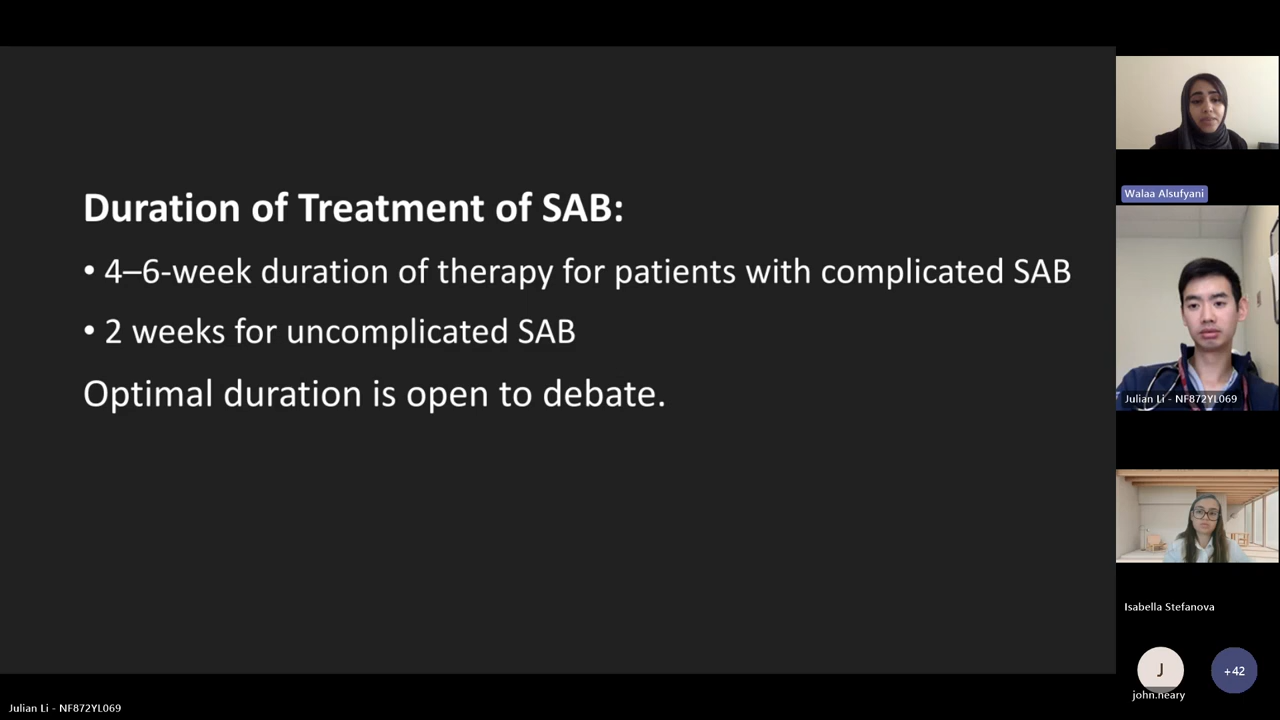 Duration of Treatment of SAB:
• 4–6-week duration of therapy for patients with complicated SAB
• 2 weeks for uncomplicated SAB
Optimal duration is open to debate.
Walaa Alsufyani
Julian Li - NF872YL069
Isabella Stefanova
J
+42
john.neary
Julian Li - NF872YL069